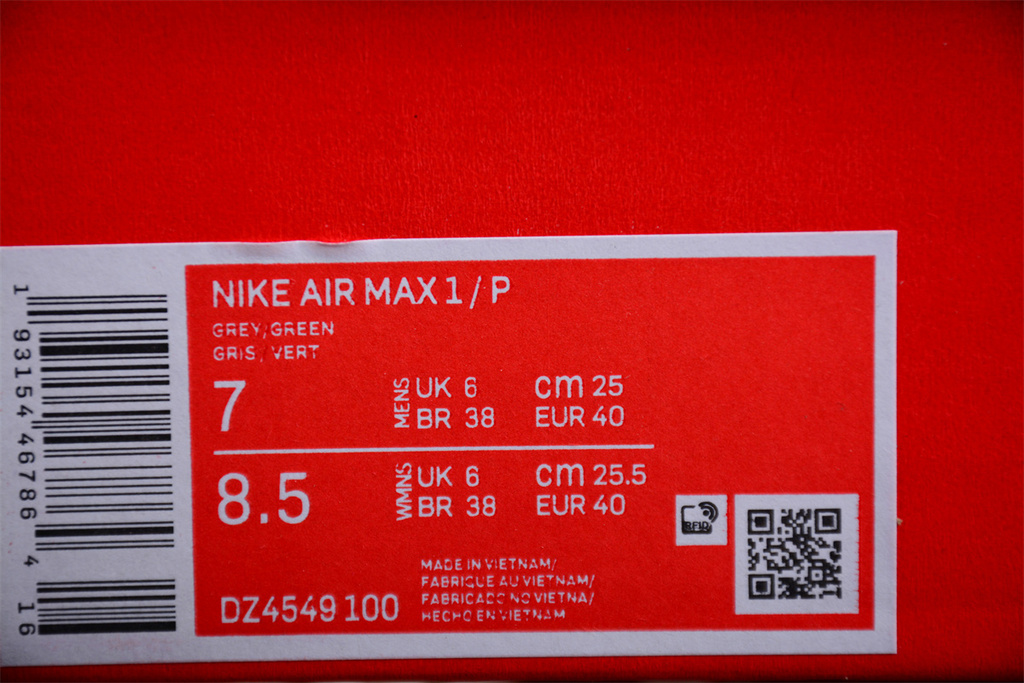 NIKE AIR MAX 1 / P
GREY/GREEN
GRIS / VERT
7
MENS
UK 6 cm 25
BR 38 EUR 40
8.5
WMNS
UK 6 cm 25.5
BR 38 EUR 40
RFID
MADE IN VIETNAM/
FABRIQUE AU VIETNAM/
FABRICADO NO VIETNA/
HECHO EN VIETNAM
DZ4549 100
1 93154 46786 4 16